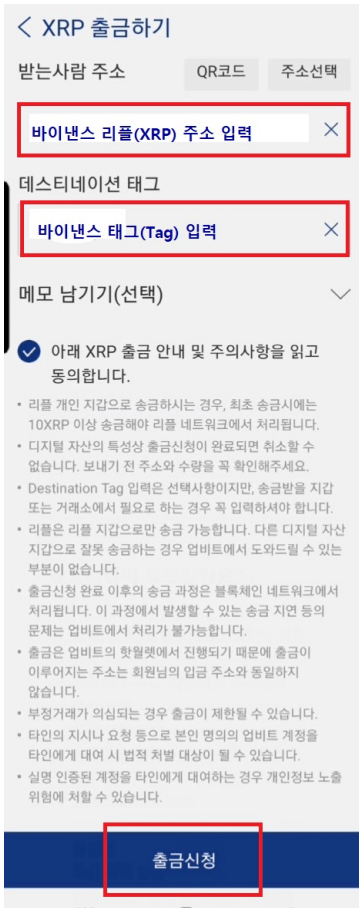 XRP 출금하기
받는사람 주소 QR코드 주소선택
바이낸스 리플(XRP) 주소 입력
데스티네이션 태그
바이낸스 태그(Tag) 입력
메모 남기기(선택)
아래 XRP 출금 안내 및 주의사항을 읽고
동의합니다.
• 리플 개인 지갑으로 송금하시는 경우, 최초 송금시에는
10XRP 이상 송금해야 리플 네트워크에서 처리됩니다.
• 디지털 자산의 특성상 출금신청이 완료되면 취소할 수
없습니다. 보내기 전 주소와 수량을 꼭 확인해주세요.
• Destination Tag 입력은 선택사항이지만, 송금받을 지갑
또는 거래소에서 필요로 하는 경우 꼭 입력하셔야 합니다.
• 리플은 리플 지갑으로만 송금 가능합니다. 다른 디지털 자산
지갑으로 잘못 송금하는 경우 업비트에서 도와드릴 수 있는
부분이 없습니다.
• 출금신청 완료 이후의 송금 과정은 블록체인 네트워크에서
처리됩니다. 이 과정에서 발생할 수 있는 송금 지연 등의
문제는 업비트에서 처리가 불가능합니다.
• 출금은 업비트의 핫월렛에서 진행되기 때문에 출금이
이루어지는 주소는 회원님의 입금 주소와 동일하지
않습니다.
• 부정거래가 의심되는 경우 출금이 제한될 수 있습니다.
• 타인의 지시나 요청 등으로 본인 명의의 업비트 계정을
타인에게 대여 시 법적 처벌 대상이 될 수 있습니다.
• 실명 인증된 계정을 타인에게 대여하는 경우 개인정보 노출
위험에 처할 수 있습니다.
출금신청